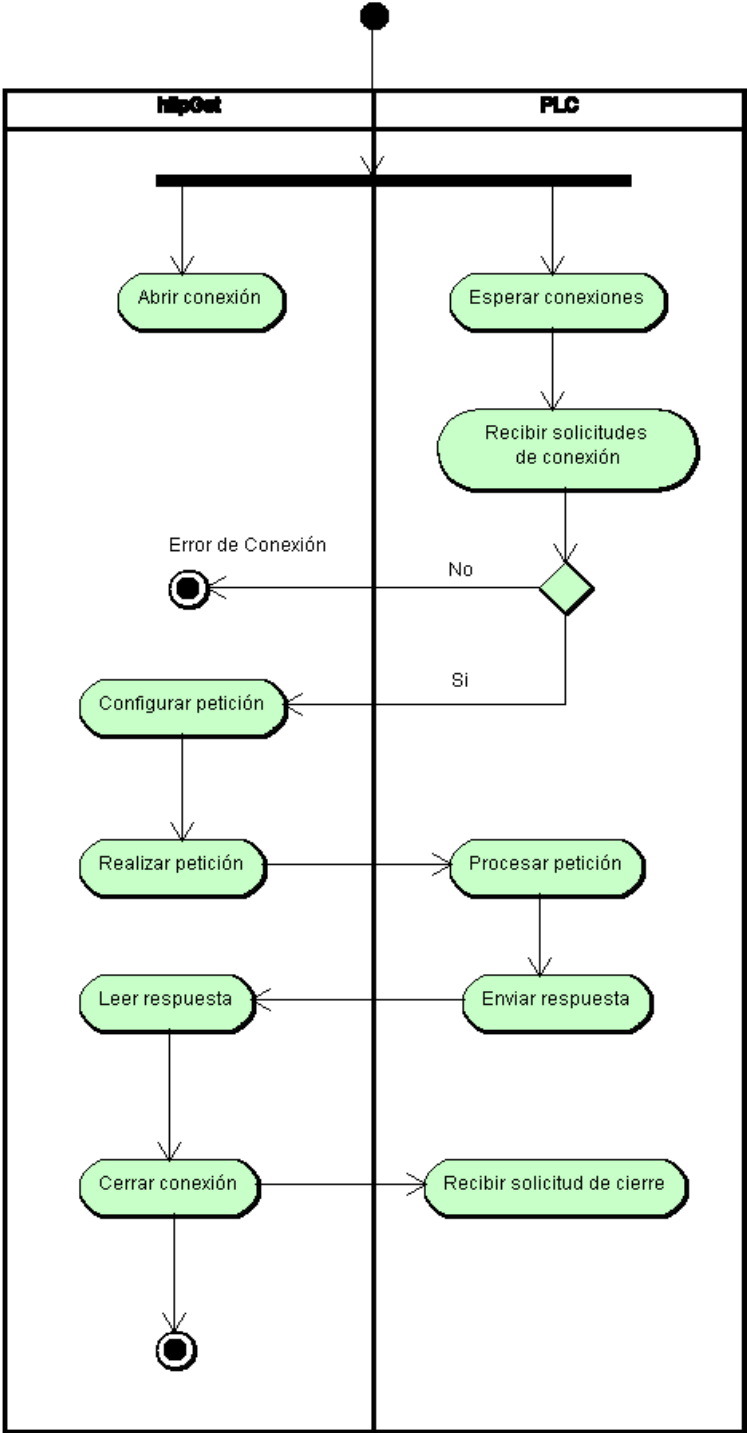 httpGet
PLC
Abrir conexión
Esperar conexiones
Recibir solicitudes
de conexión
Error de Conexión
No
Si
Configurar petición
Realizar petición
Procesar petición
Leer respuesta
Enviar respuesta
Cerrar conexión
Recibir solicitud de cierre